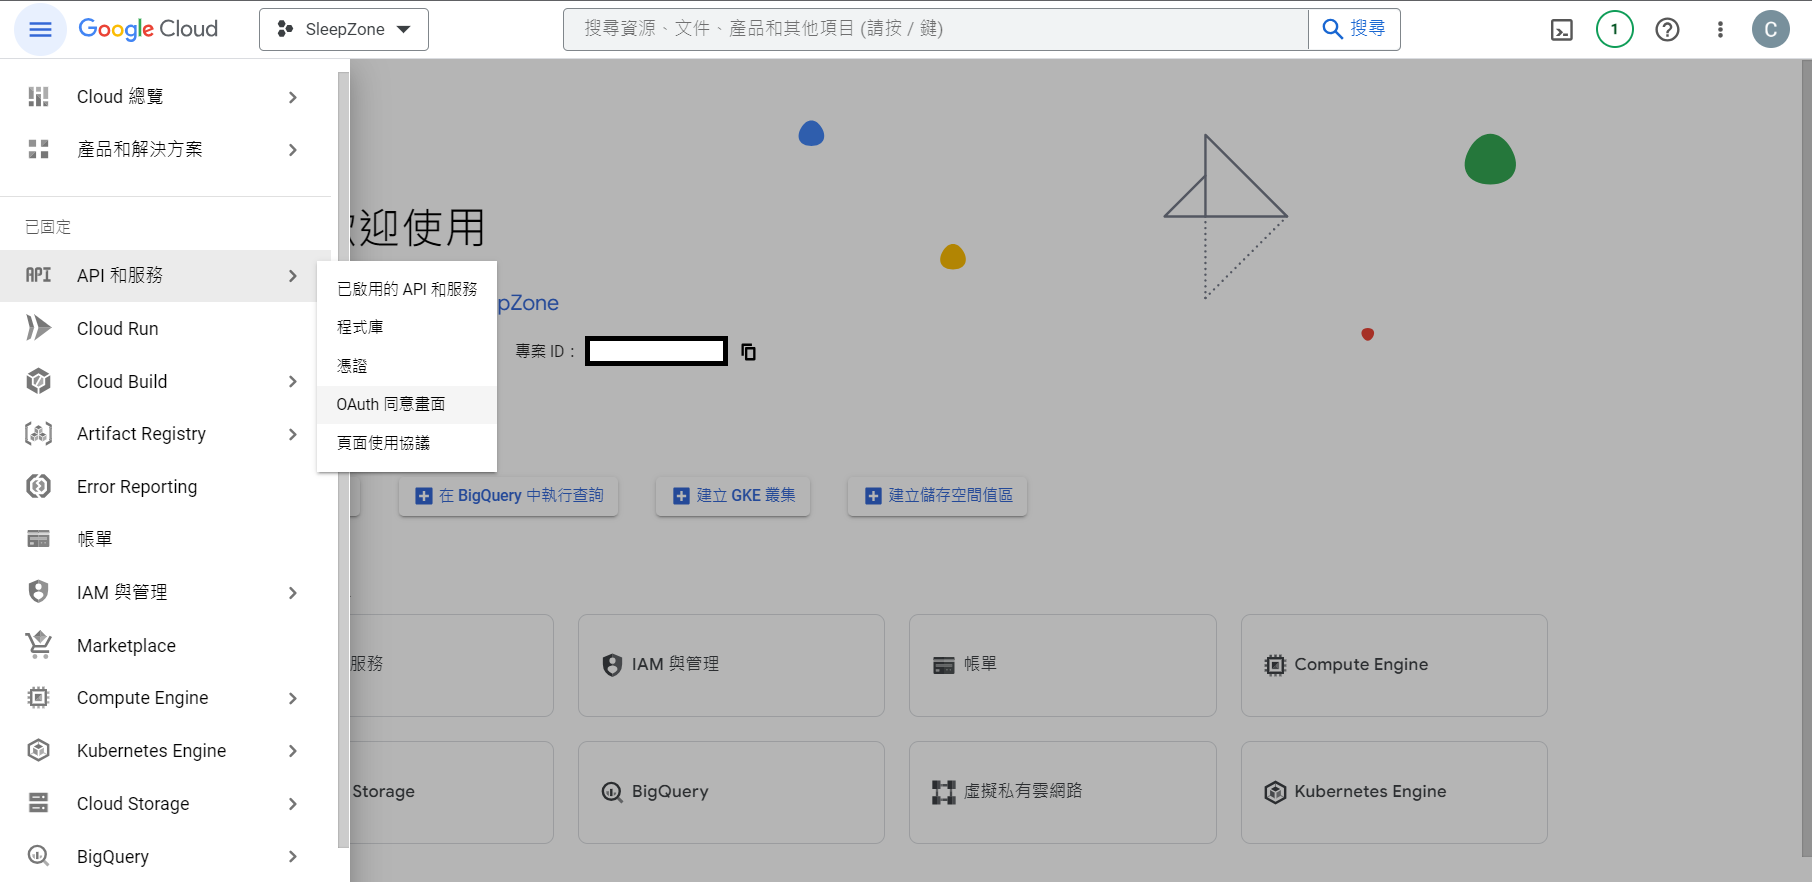 Google Cloud
SleepZone
搜尋資源、文件、產品和其他項目 (請按 / 鍵)
搜尋
1
C
Cloud 總覽
產品和解決方案
已固定
API 和服務
Cloud Run
Cloud Build
Artifact Registry
Error Reporting
帳單
IAM 與管理
Marketplace
Compute Engine
Kubernetes Engine
Cloud Storage
BigQuery
已啟用的 API 和服務
程式庫
憑證
OAuth 同意畫面
頁面使用協議
迎使用
pZone
專案 ID：
在 BigQuery 中執行查詢
建立 GKE 叢集
建立儲存空間值區
服務
IAM 與管理
帳單
Compute Engine
Storage
BigQuery
虛擬私有雲網路
Kubernetes Engine